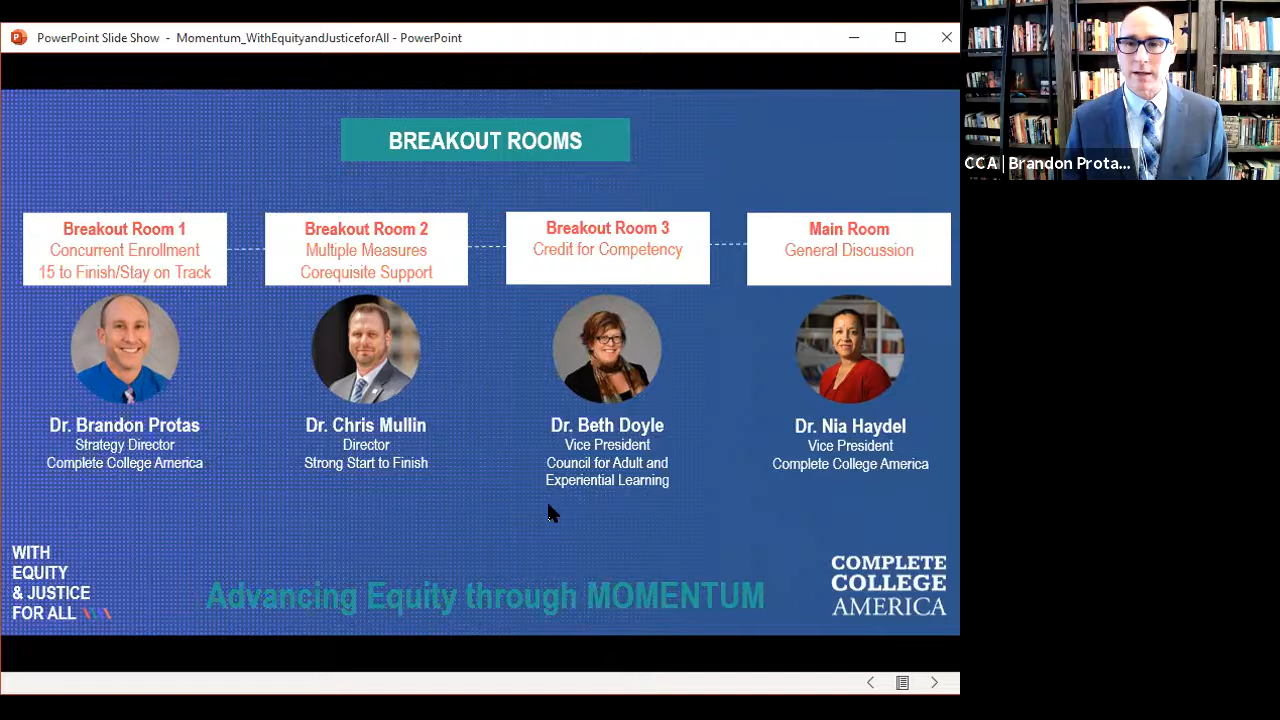 PowerPoint Slide Show - Momentum_WithEquityandJusticeforAll - PowerPoint
CCA | Brandon Prota...
BREAKOUT ROOMS
Breakout Room 1
Concurrent Enrollment
15 to Finish/Stay on Track
Breakout Room 2
Multiple Measures
Corequisite Support
Breakout Room 3
Credit for Competency
Main Room
General Discussion
Dr. Brandon Protas
Strategy Director
Complete College America
Dr. Chris Mullin
Director
Strong Start to Finish
Dr. Beth Doyle
Vice President
Council for Adult and
Experiential Learning
Dr. Nia Haydel
Vice President
Complete College America
WITH
EQUITY
& JUSTICE
FOR ALL
Advancing Equity through MOMENTUM
COMPLETE
COLLEGE
AMERICA